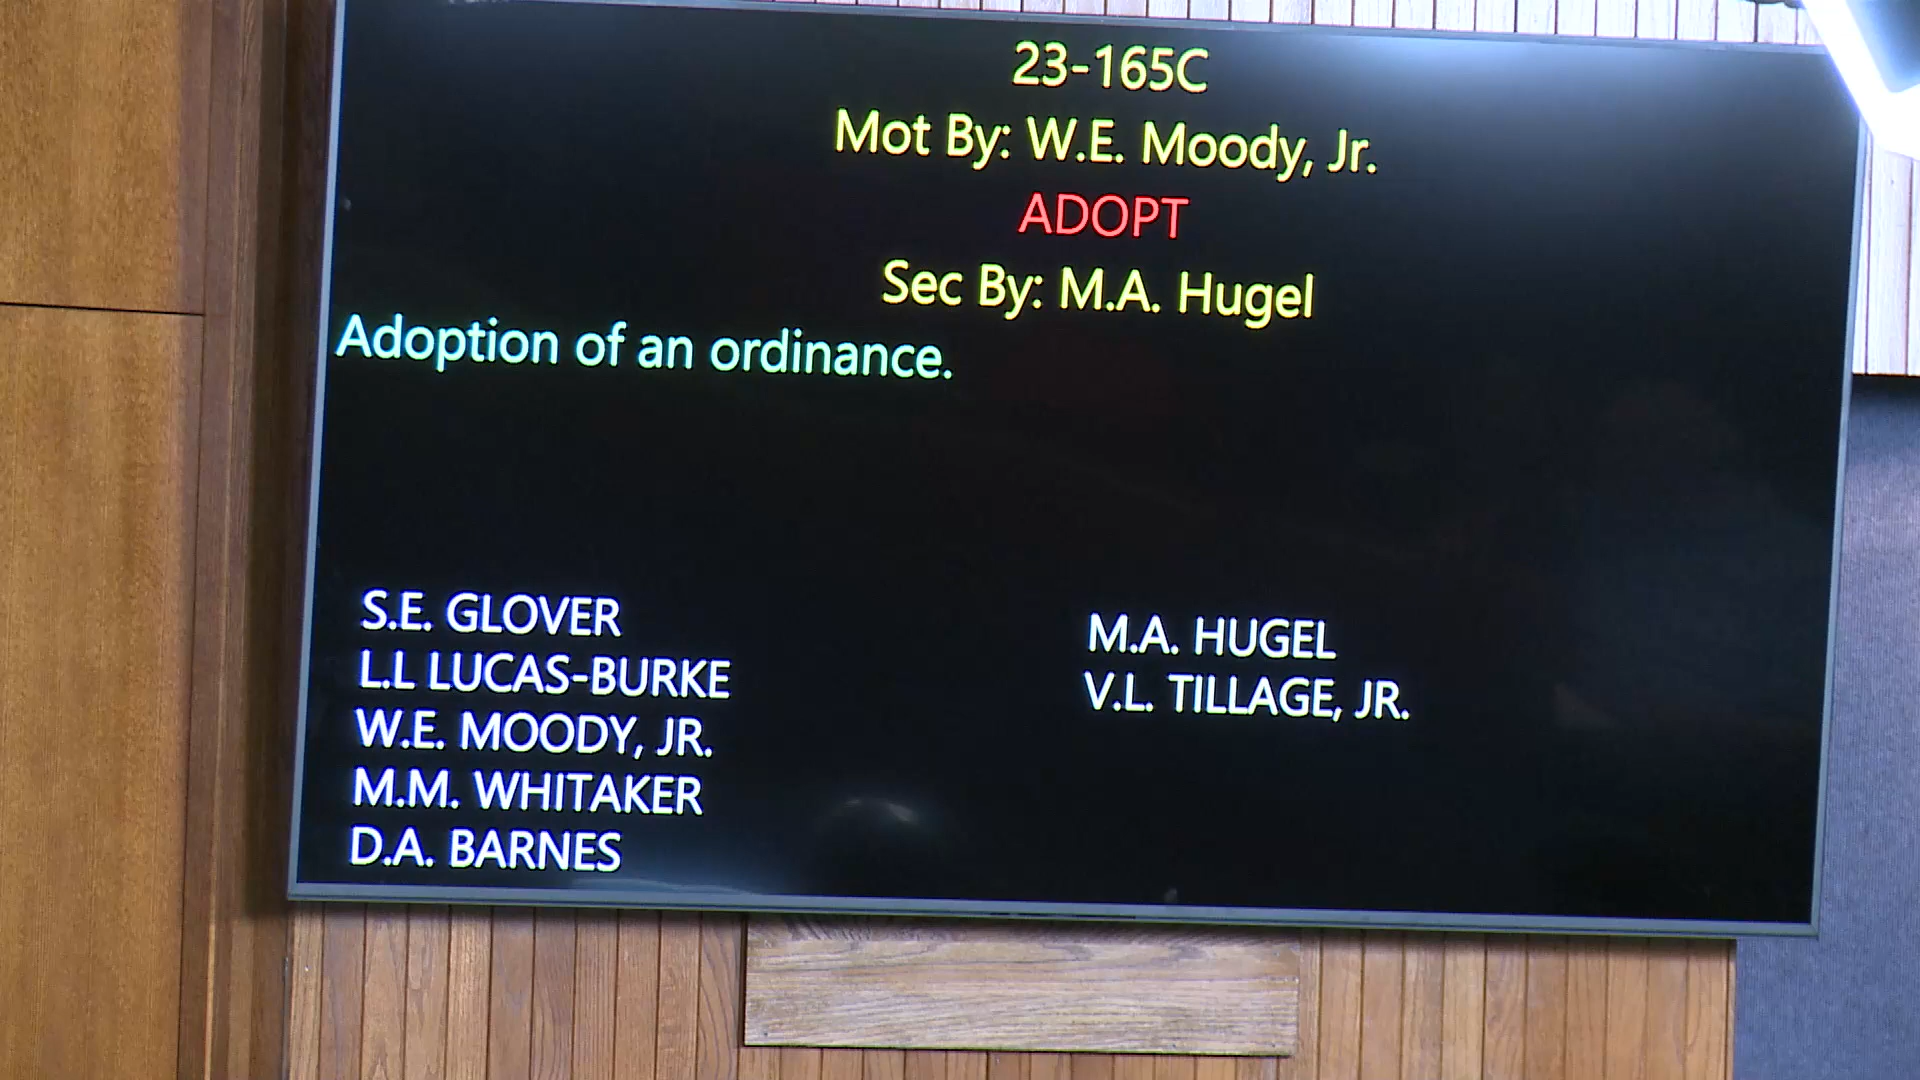 23-165C
Mot By: W.E. Moody, Jr.
ADOPT
Sec By: M.A. Hugel
Adoption of an ordinance.
S.E. GLOVER
L.L LUCAS-BURKE
W.E. MOODY, JR.
M.M. WHITAKER
D.A. BARNES
M.A. HUGEL
V.L. TILLAGE, JR.